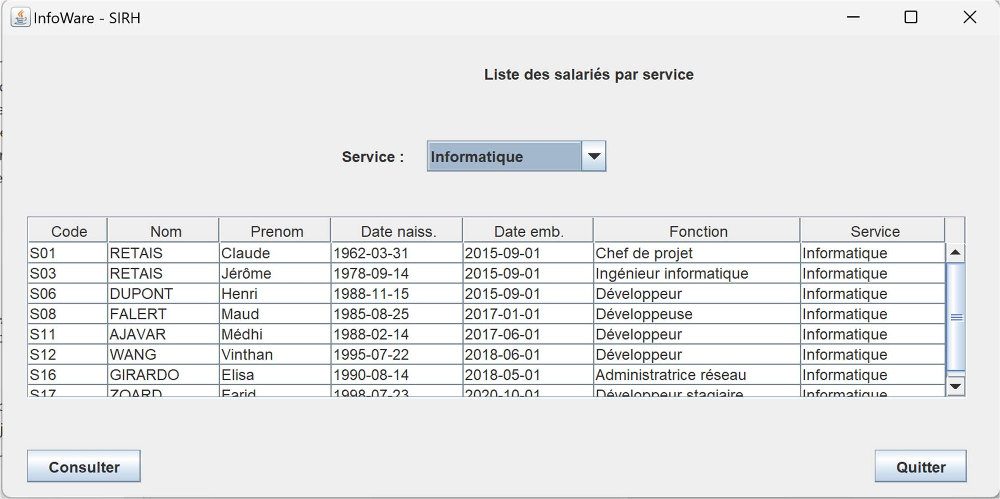 InfoWare - SIRH
Liste des salariés par service
Service : Informatique
Code Nom Prenom Date naiss. Date emb. Fonction Service
S01 RETAIS Claude 1962-03-31 2015-09-01 Chef de projet Informatique
S03 RETAIS Jérôme 1978-09-14 2015-09-01 Ingénieur informatique Informatique
S06 DUPONT Henri 1988-11-15 2015-09-01 Développeur Informatique
S08 FALERT Maud 1985-08-25 2017-01-01 Développeuse Informatique
S11 AJAVAR Médhi 1988-02-14 2017-06-01 Développeur Informatique
S12 WANG Vinthan 1995-07-22 2018-06-01 Développeur Informatique
S16 GIRARDO Elisa 1990-08-14 2018-05-01 Administratrice réseau Informatique
S17 ZOARD Farid 1998-07-23 2020-10-01 Développeur stagiaire Informatique
Consulter Quitter